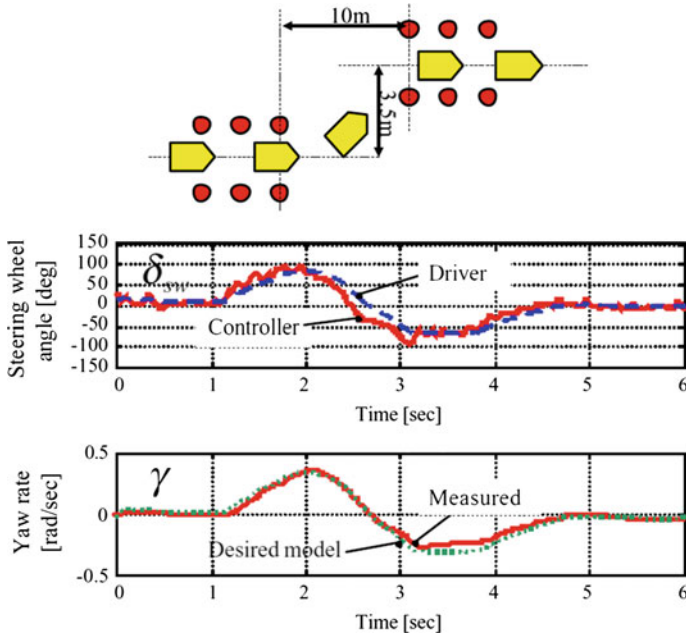 10m
3.5m
Steering wheel
angle [deg]
150
100
50
0
-50
-100
-150
δsw
Driver
Controller
0 1 2 3 4 5 6
Time [sec]
Yaw rate
[rad/sec]
0.5
0
-0.5
γ
Measured
Desired model
0 1 2 3 4 5 6
Time [sec]